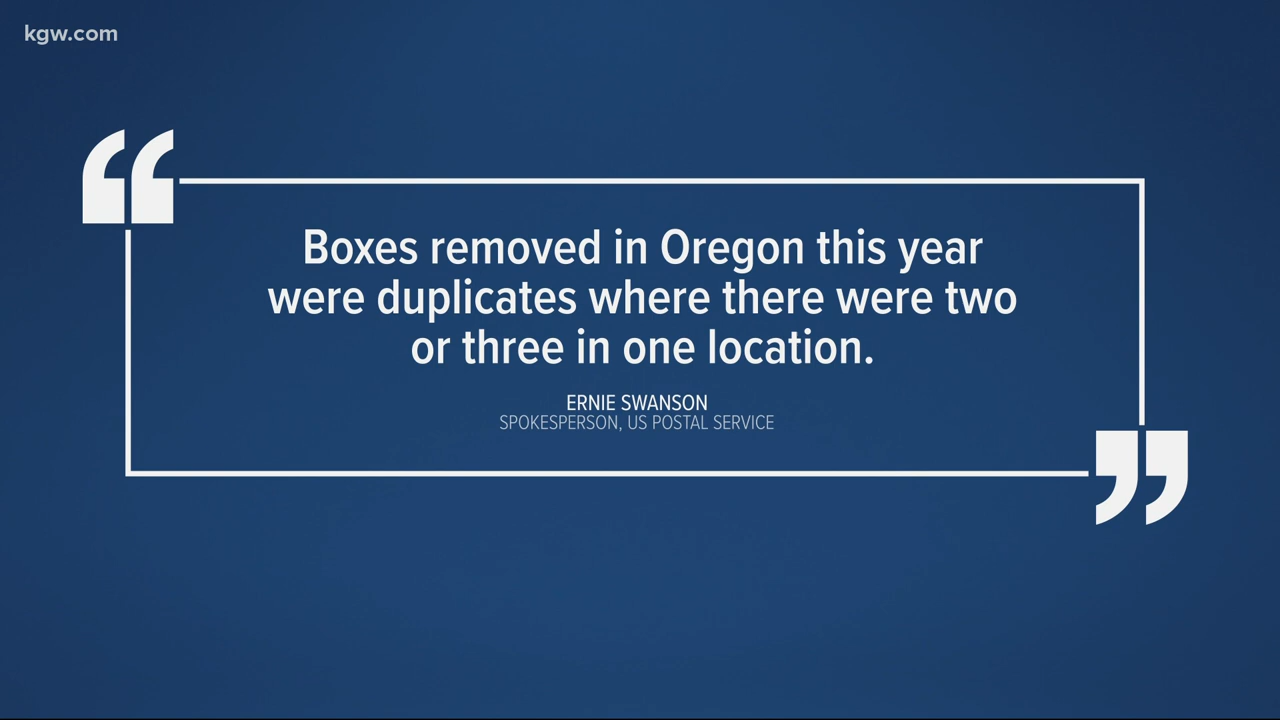 kgw.com
Boxes removed in Oregon this year
were duplicates where there were two
or three in one location.
ERNIE SWANSON
SPOKESPERSON, US POSTAL SERVICE